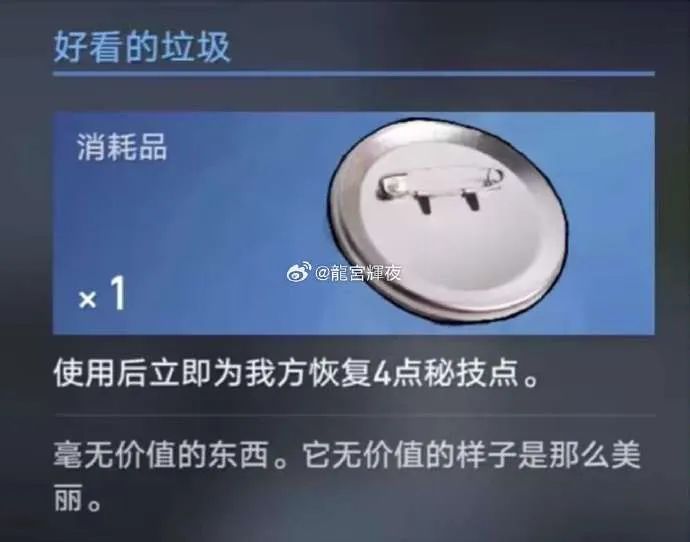 好看的垃圾
消耗品
@龍宮輝夜
× 1
使用后立即为我方恢复4点秘技点。
毫无价值的东西。它无价值的样子是那么美
丽。